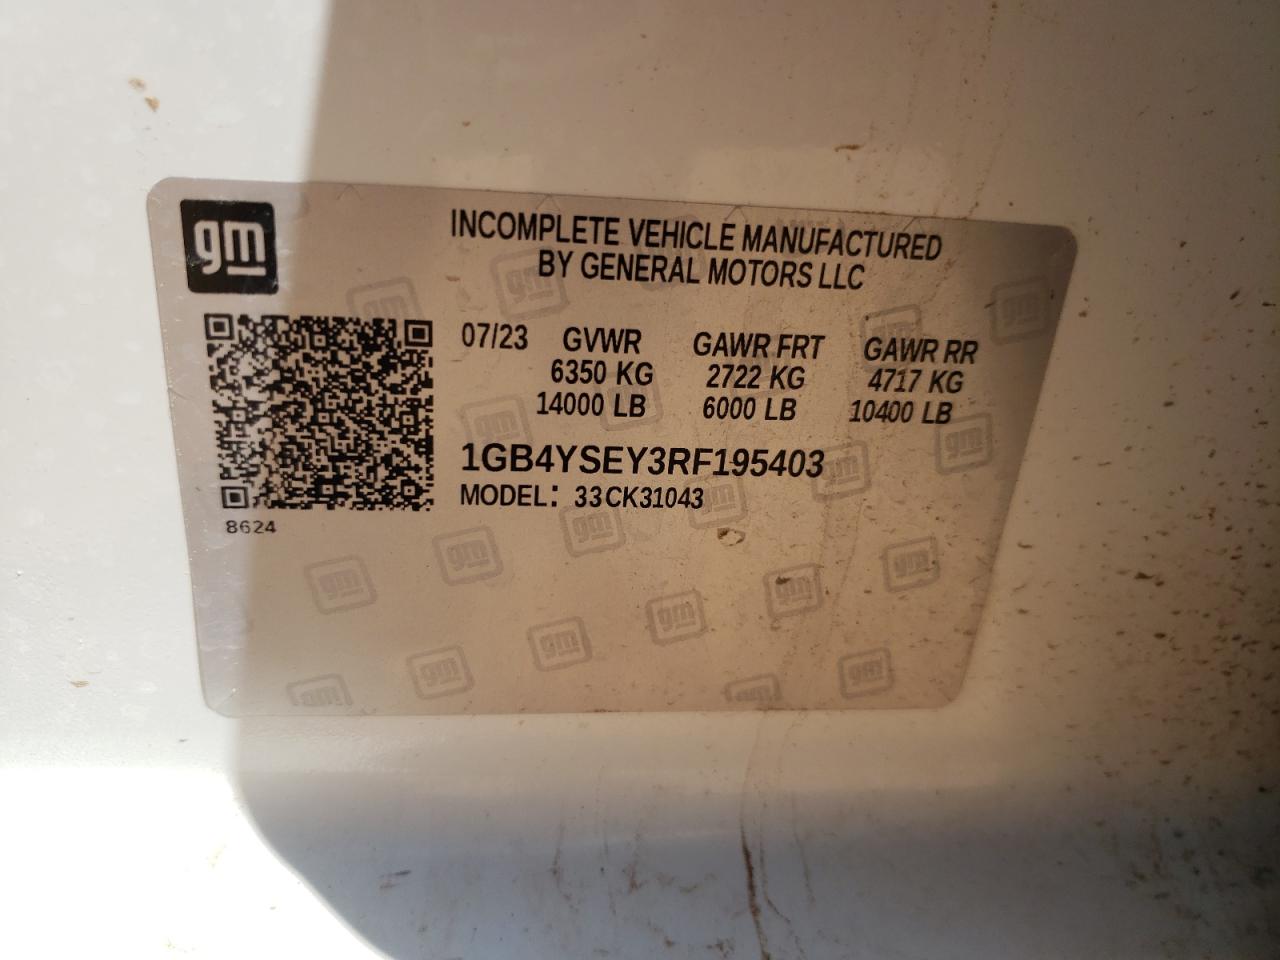 gm
INCOMPLETE VEHICLE MANUFACTURED
BY GENERAL MOTORS LLC
07/23 GVWR GAWR FRT GAWR RR
6350 KG 2722 KG 4717 KG
14000 LB 6000 LB 10400 LB
1GB4YSEY3RF195403
MODEL: 33CK31043
8624